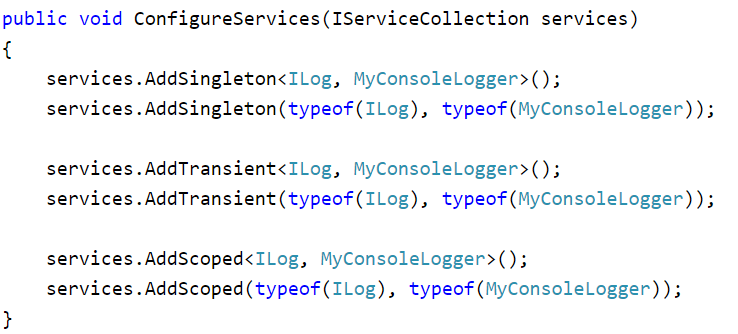 public void ConfigureServices(IServiceCollection services)
{
    services.AddSingleton<ILog, MyConsoleLogger>();
    services.AddSingleton(typeof(ILog), typeof(MyConsoleLogger));

    services.AddTransient<ILog, MyConsoleLogger>();
    services.AddTransient(typeof(ILog), typeof(MyConsoleLogger));

    services.AddScoped<ILog, MyConsoleLogger>();
    services.AddScoped(typeof(ILog), typeof(MyConsoleLogger));
}